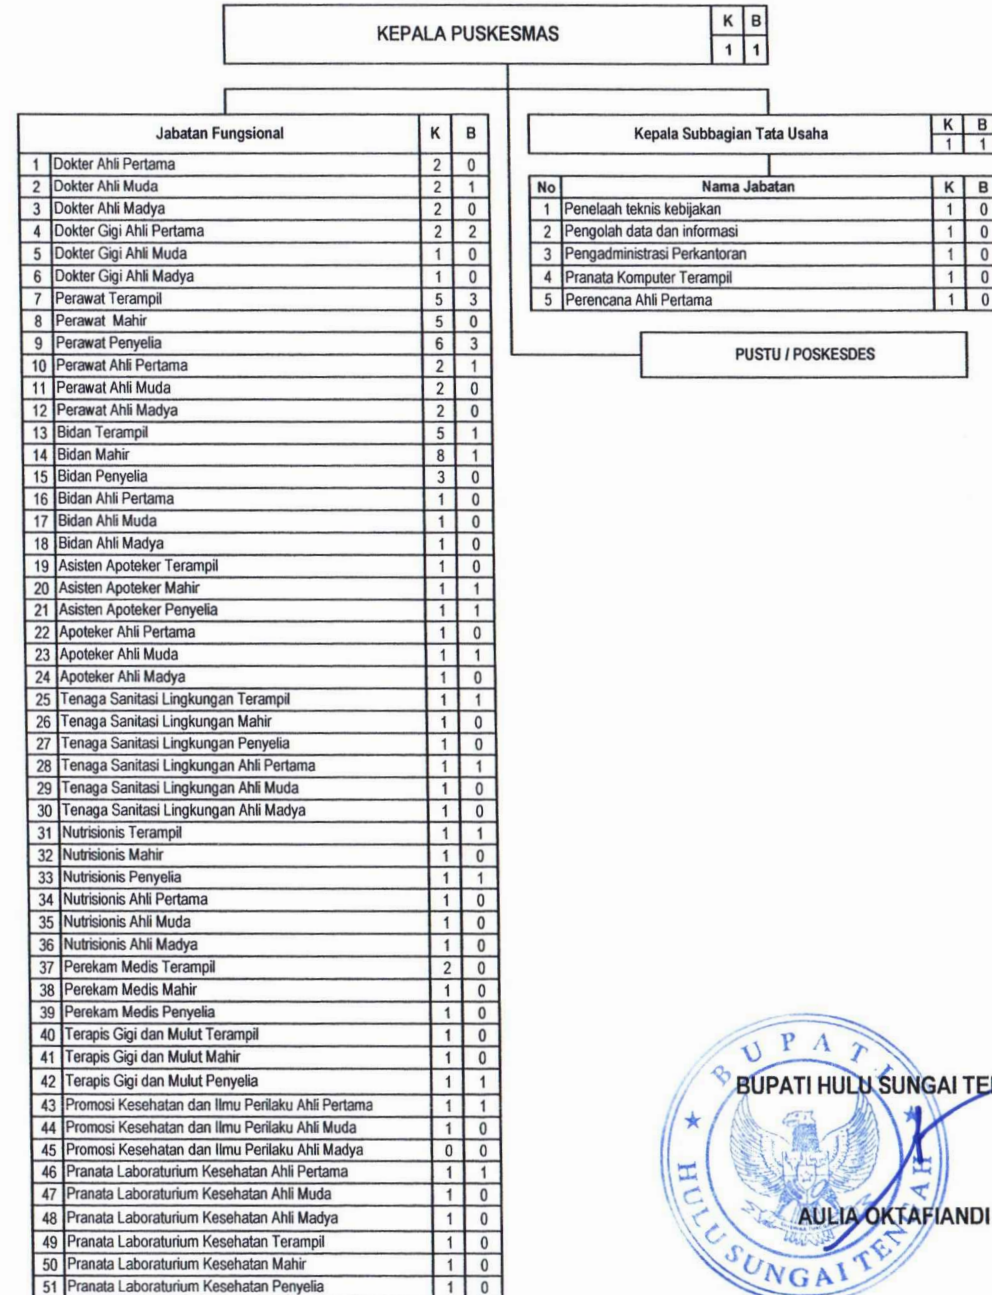 KEPALA PUSKESMAS K B
1 1
Jabatan Fungsional K B
1 Dokter Ahli Pertama 2 0
2 Dokter Ahli Muda 2 1
3 Dokter Ahli Madya 2 0
4 Dokter Gigi Ahli Pertama 2 2
5 Dokter Gigi Ahli Muda 1 0
6 Dokter Gigi Ahli Madya 1 0
7 Perawat Terampil 5 3
8 Perawat Mahir 5 0
9 Perawat Penyelia 6 3
10 Perawat Ahli Pertama 2 1
11 Perawat Ahli Muda 2 0
12 Perawat Ahli Madya 2 0
13 Bidan Terampil 5 1
14 Bidan Mahir 8 1
15 Bidan Penyelia 3 0
16 Bidan Ahli Pertama 1 0
17 Bidan Ahli Muda 1 0
18 Bidan Ahli Madya 1 0
19 Asisten Apoteker Terampil 1 0
20 Asisten Apoteker Mahir 1 1
21 Asisten Apoteker Penyelia 1 1
22 Apoteker Ahli Pertama 1 0
23 Apoteker Ahli Muda 1 1
24 Apoteker Ahli Madya 1 0
25 Tenaga Sanitasi Lingkungan Terampil 1 1
26 Tenaga Sanitasi Lingkungan Mahir 1 0
27 Tenaga Sanitasi Lingkungan Penyelia 1 0
28 Tenaga Sanitasi Lingkungan Ahli Pertama 1 1
29 Tenaga Sanitasi Lingkungan Ahli Muda 1 0
30 Tenaga Sanitasi Lingkungan Ahli Madya 1 0
31 Nutrisionis Terampil 1 1
32 Nutrisionis Mahir 1 0
33 Nutrisionis Penyelia 1 1
34 Nutrisionis Ahli Pertama 1 0
35 Nutrisionis Ahli Muda 1 0
36 Nutrisionis Ahli Madya 1 0
37 Perekam Medis Terampil 2 0
38 Perekam Medis Mahir 1 0
39 Perekam Medis Penyelia 1 0
40 Terapis Gigi dan Mulut Terampil 1 0
41 Terapis Gigi dan Mulut Mahir 1 0
42 Terapis Gigi dan Mulut Penyelia 1 1
43 Promosi Kesehatan dan Ilmu Perilaku Ahli Pertama 1 1
44 Promosi Kesehatan dan Ilmu Perilaku Ahli Muda 1 0
45 Promosi Kesehatan dan Ilmu Perilaku Ahli Madya 0 0
46 Pranata Laboraturium Kesehatan Ahli Pertama 1 1
47 Pranata Laboraturium Kesehatan Ahli Muda 1 0
48 Pranata Laboraturium Kesehatan Ahli Madya 1 0
49 Pranata Laboraturium Kesehatan Terampil 1 0
50 Pranata Laboraturium Kesehatan Mahir 1 0
51 Pranata Laboraturium Kesehatan Penyelia 1 0
Kepala Subbagian Tata Usaha K B
1 1
No Nama Jabatan K B
1 Penelaah teknis kebijakan 1 0
2 Pengolah data dan informasi 1 0
3 Pengadministrasi Perkantoran 1 0
4 Pranata Komputer Terampil 1 0
5 Perencana Ahli Pertama 1 0
PUSTU / POSKESDES
BUPATI
BUPATI HULU SUNGAI TE
AULIA OKTAFIANDI
HULU SUNGAI TENGAH